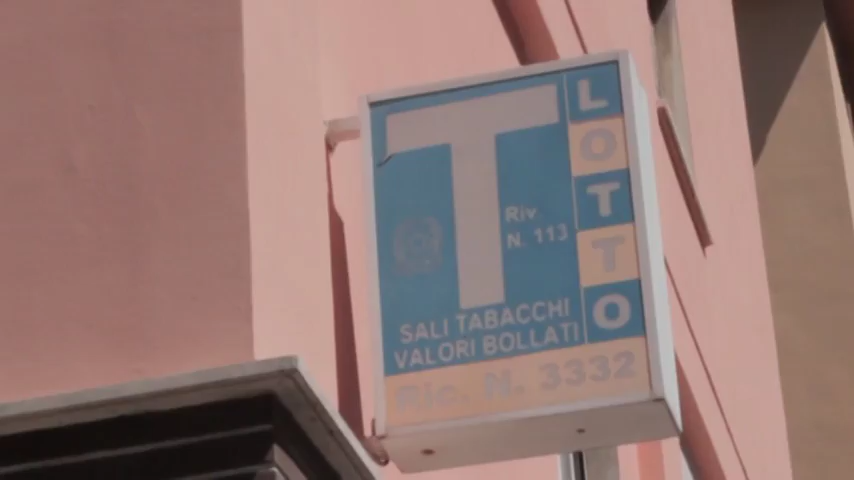 T
LOTTO
Riv.
N. 113
SALI TABACCHI
VALORI BOLLATI
Ric. N. 3332